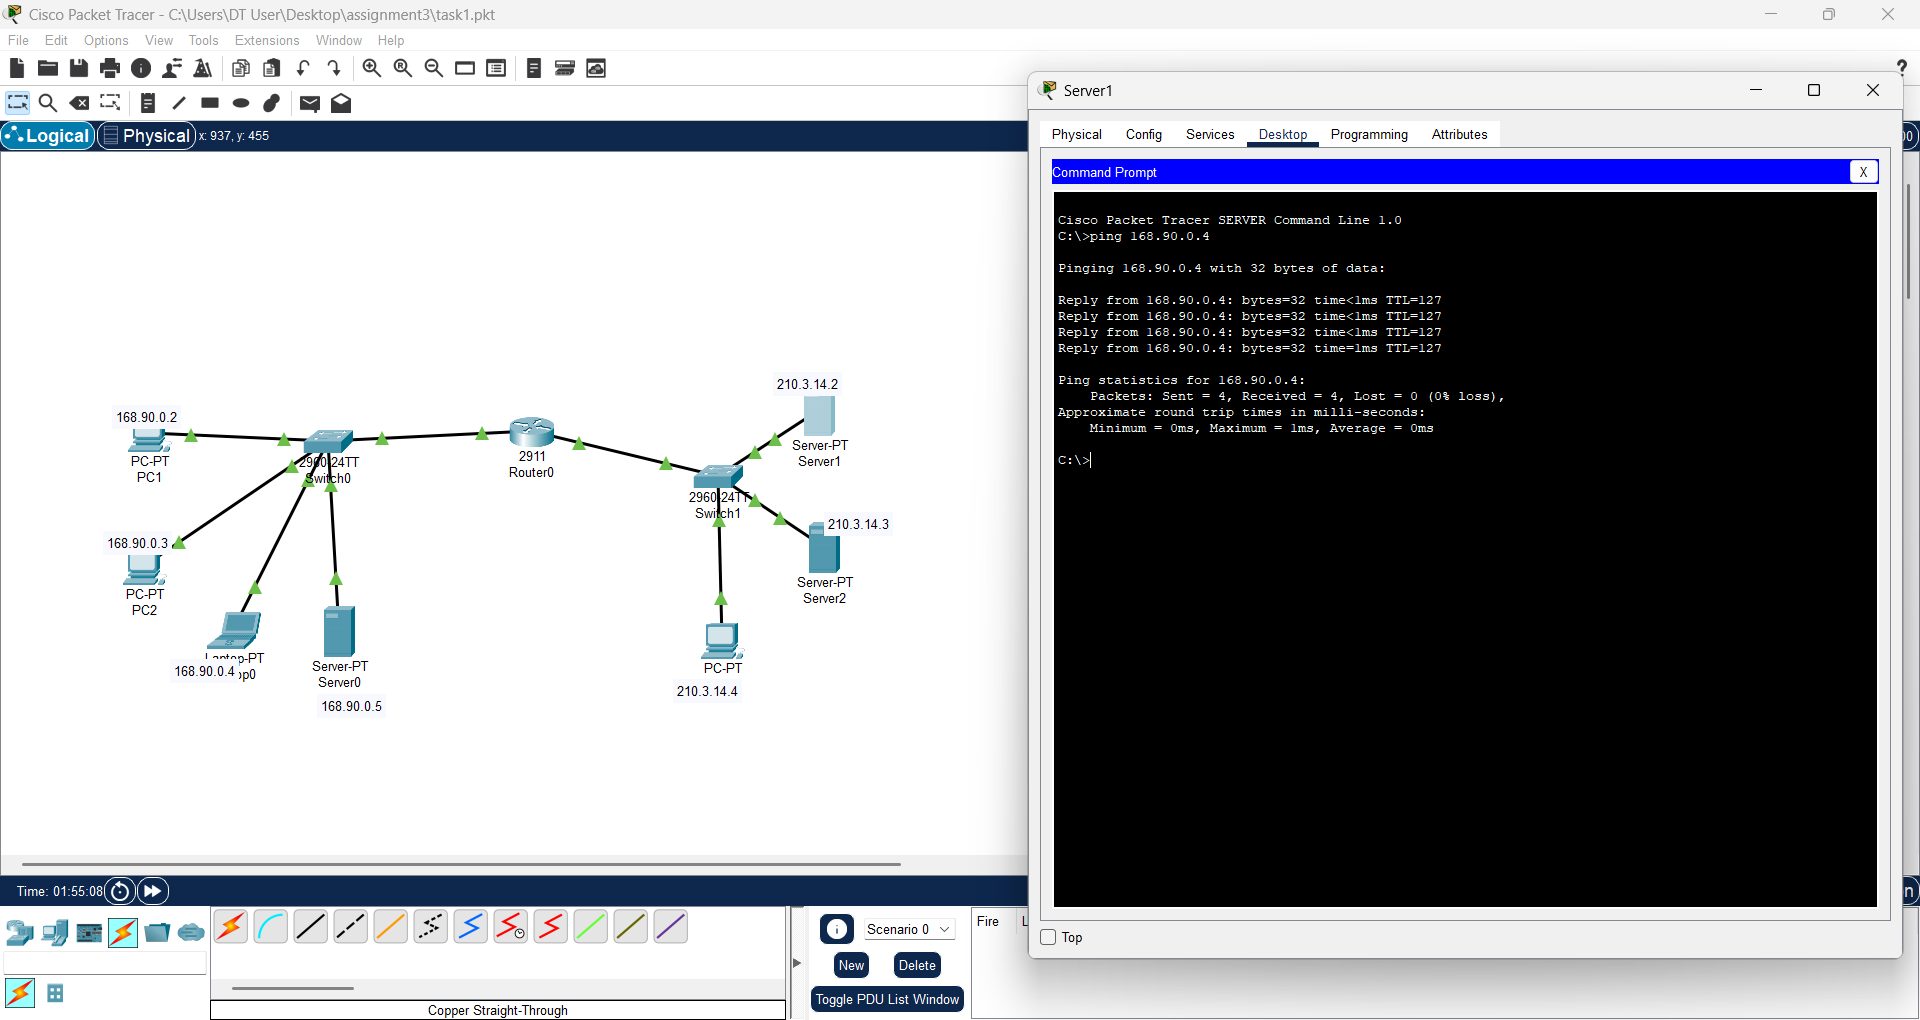 Cisco Packet Tracer - C:\Users\DT User\Desktop\assignment3\task1.pkt
File Edit Options View Tools Extensions Window Help
Logical Physical x: 937, y: 455
168.90.0.2
PC-PT
PC1
168.90.0.3
PC-PT
PC2
2960-24TT
Switch0
168.90.0.4
Server-PT
Server0
168.90.0.5
2911
Router0
210.3.14.2
Server-PT
Server1
2960-24TT
Switch1
210.3.14.3
Server-PT
Server2
PC-PT
210.3.14.4
Server1
Physical Config Services Desktop Programming Attributes
Command Prompt X
Cisco Packet Tracer SERVER Command Line 1.0
C:\>ping 168.90.0.4
Pinging 168.90.0.4 with 32 bytes of data:
Reply from 168.90.0.4: bytes=32 time<1ms TTL=127
Reply from 168.90.0.4: bytes=32 time<1ms TTL=127
Reply from 168.90.0.4: bytes=32 time<1ms TTL=127
Reply from 168.90.0.4: bytes=32 time=1ms TTL=127
Ping statistics for 168.90.0.4:
Packets: Sent = 4, Received = 4, Lost = 0 (0% loss),
Approximate round trip times in milli-seconds:
Minimum = 0ms, Maximum = 1ms, Average = 0ms
C:\>
Top
Time: 01:55:08
Scenario 0
New Delete
Toggle PDU List Window
Fire
Copper Straight-Through